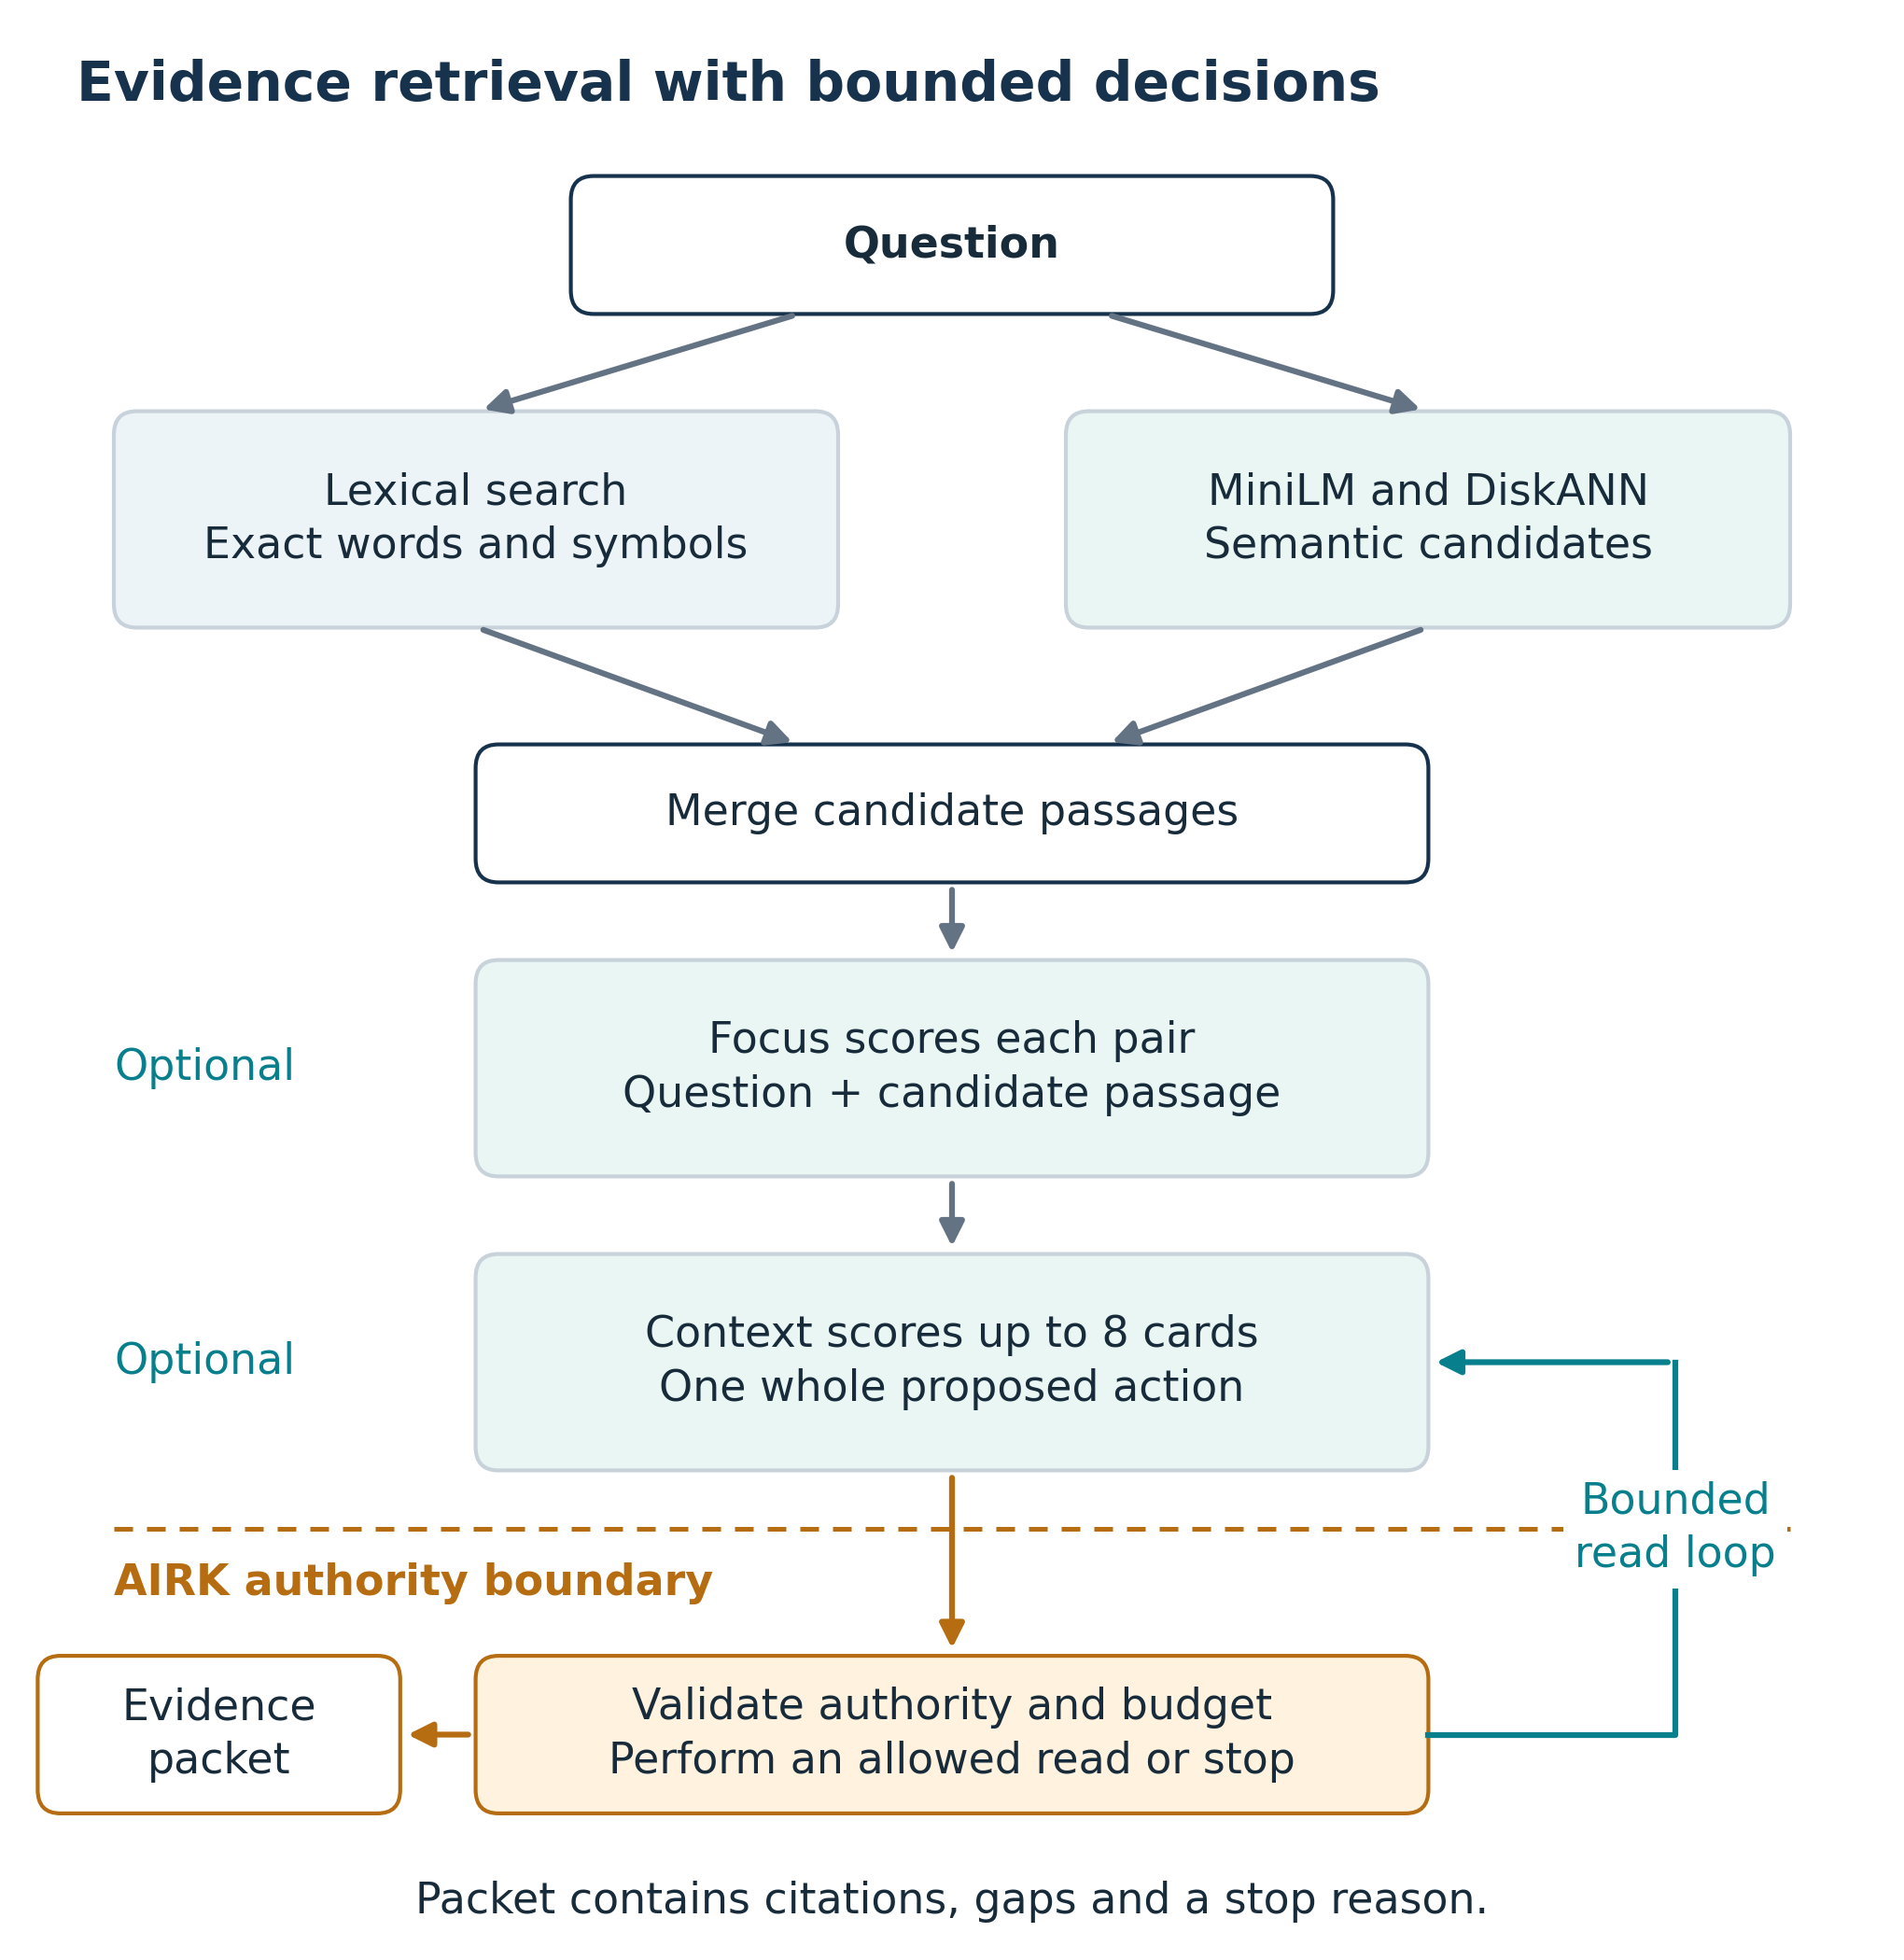 Evidence retrieval with bounded decisions
Question
Lexical search
Exact words and symbols
MiniLM and DiskANN
Semantic candidates
Merge candidate passages
Optional
Focus scores each pair
Question + candidate passage
Optional
Context scores up to 8 cards
One whole proposed action
Bounded
read loop
AIRK authority boundary
Evidence
packet
Validate authority and budget
Perform an allowed read or stop
Packet contains citations, gaps and a stop reason.